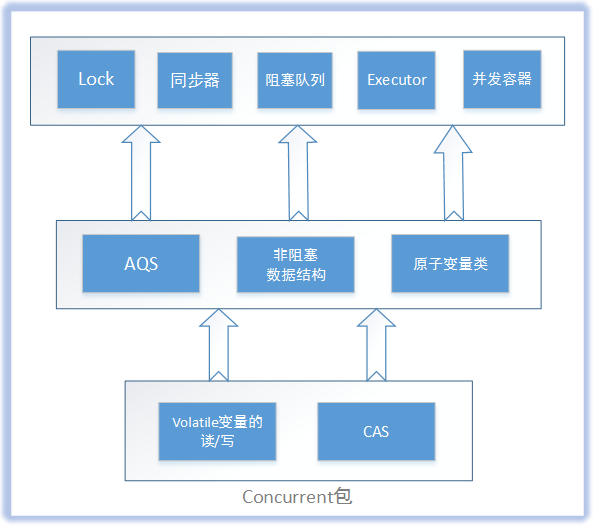 Lock
同步器
阻塞队列
Executor
并发容器
AQS
非阻塞
数据结构
原子变量类
Volatile变量的
读/写
CAS
Concurrent包